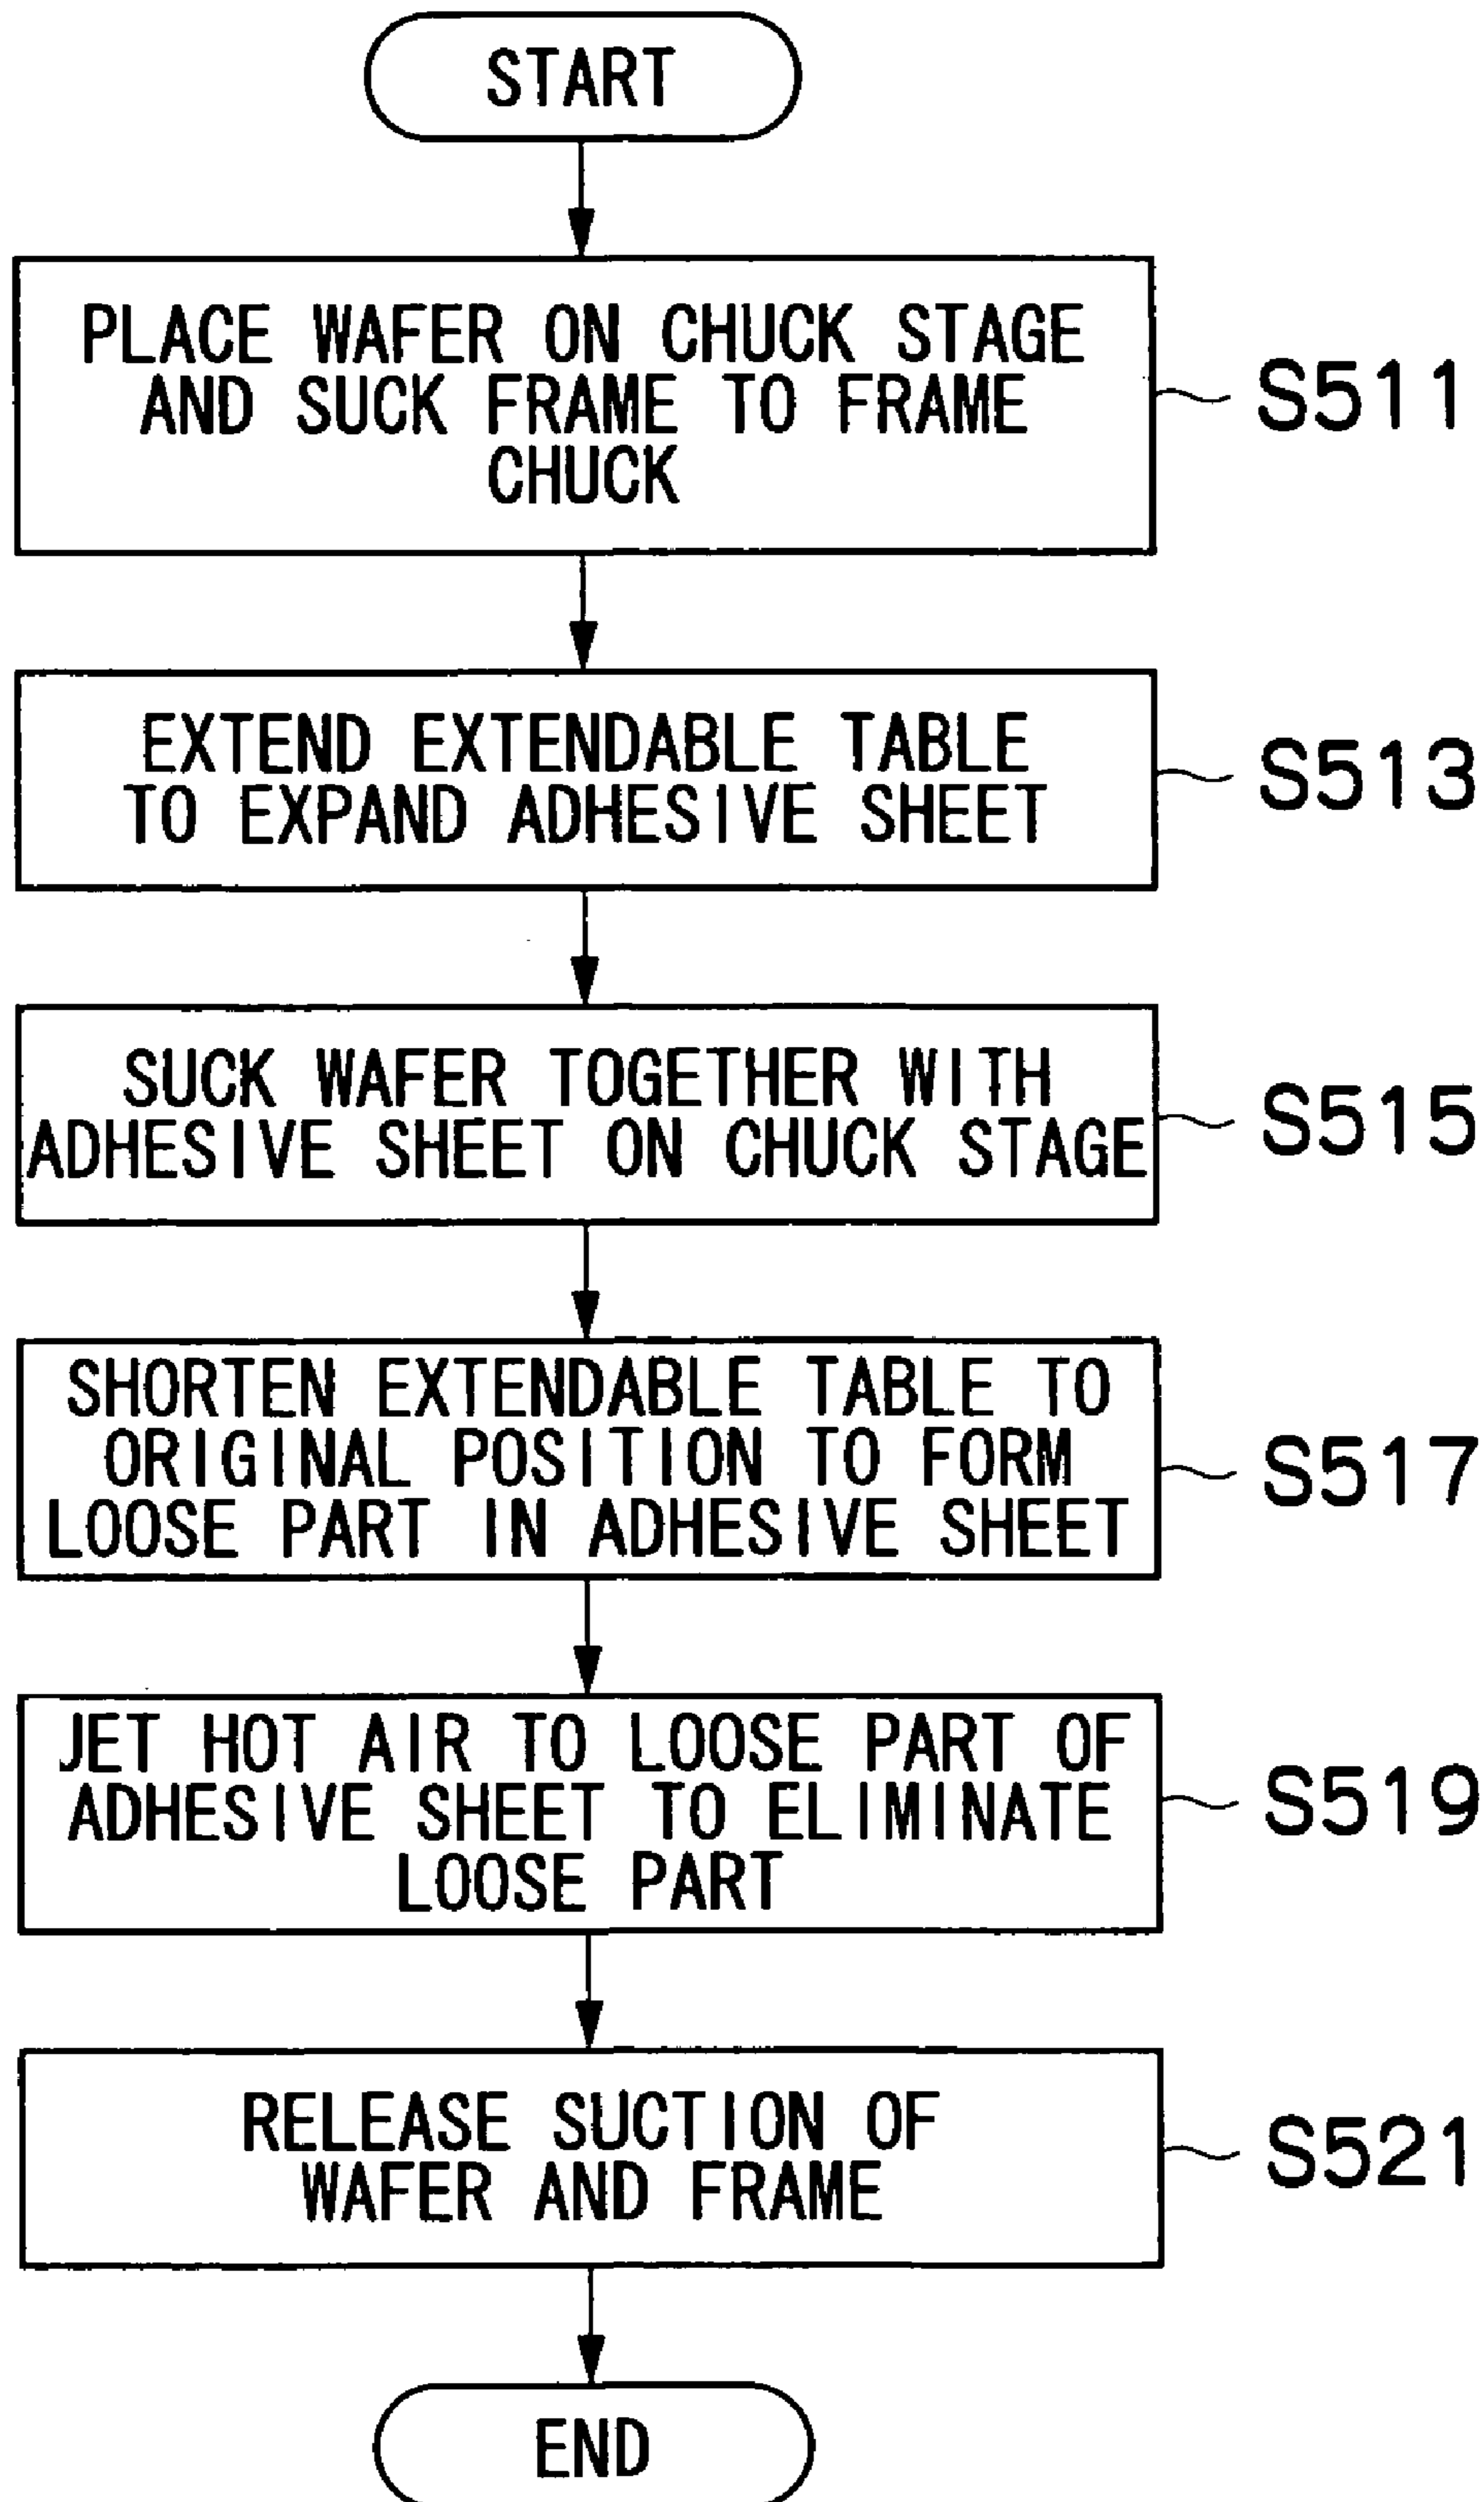 START
PLACE WAFER ON CHUCK STAGE
AND SUCK FRAME TO FRAME
CHUCK
S511
EXTEND EXTENDABLE TABLE
TO EXPAND ADHESIVE SHEET
S513
SUCK WAFER TOGETHER WITH
ADHESIVE SHEET ON CHUCK STAGE
S515
SHORTEN EXTENDABLE TABLE TO
ORIGINAL POSITION TO FORM
LOOSE PART IN ADHESIVE SHEET
S517
JET HOT AIR TO LOOSE PART OF
ADHESIVE SHEET TO ELIMINATE
LOOSE PART
S519
RELEASE SUCTION OF
WAFER AND FRAME
S521
END